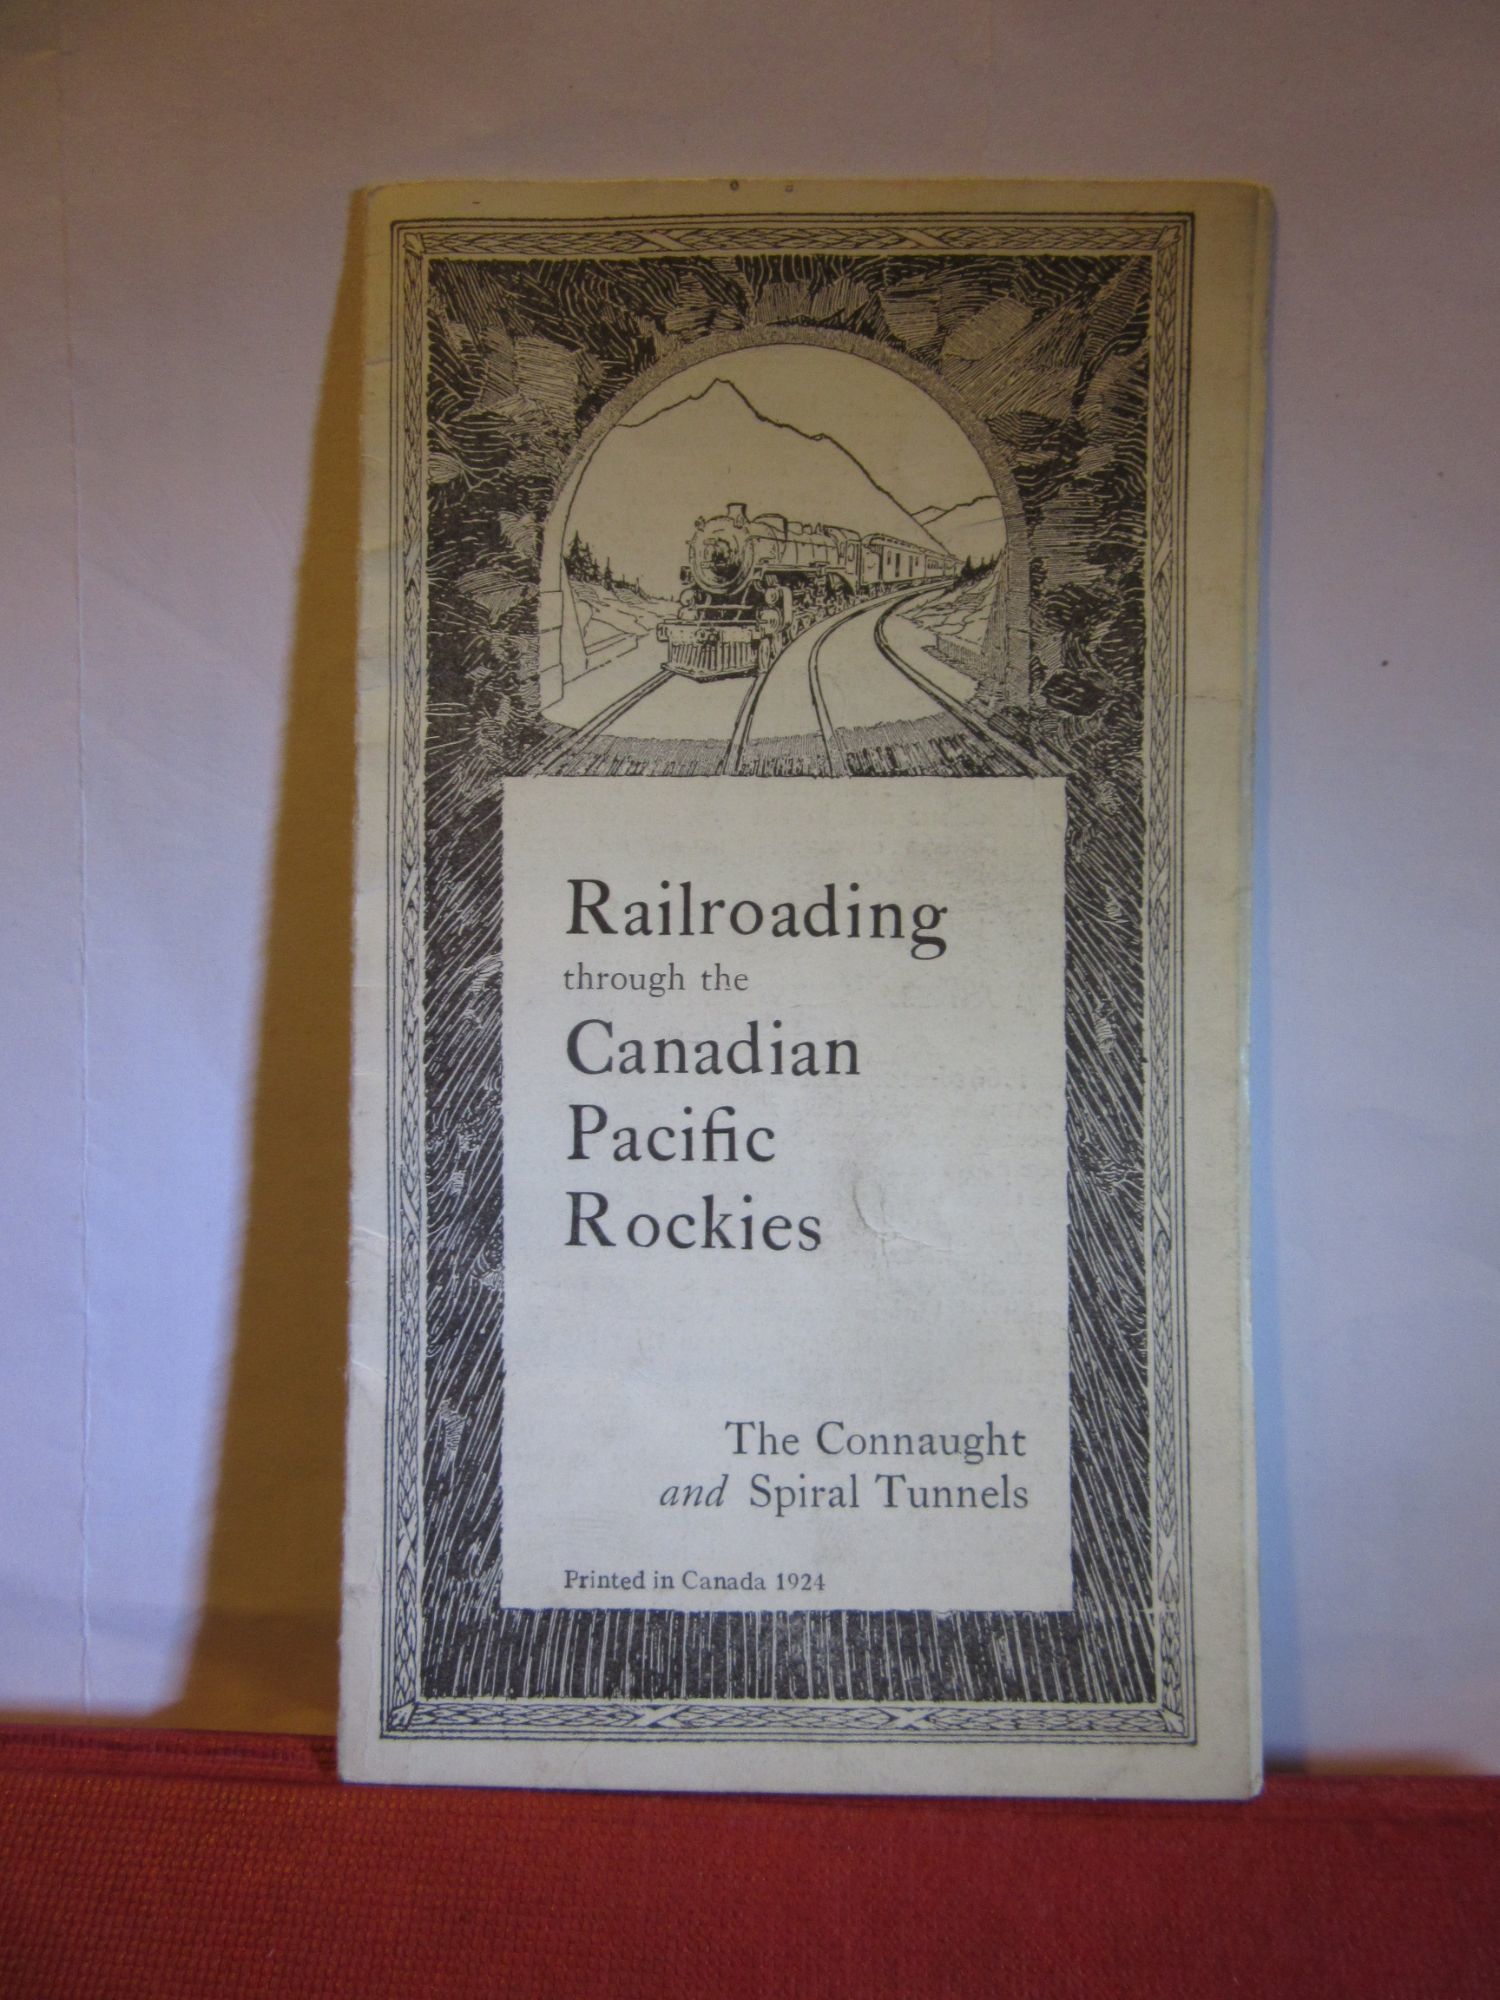 Railroading
through the
Canadian
Pacific
Rockies
The Connaught
and Spiral Tunnels
Printed in Canada 1924